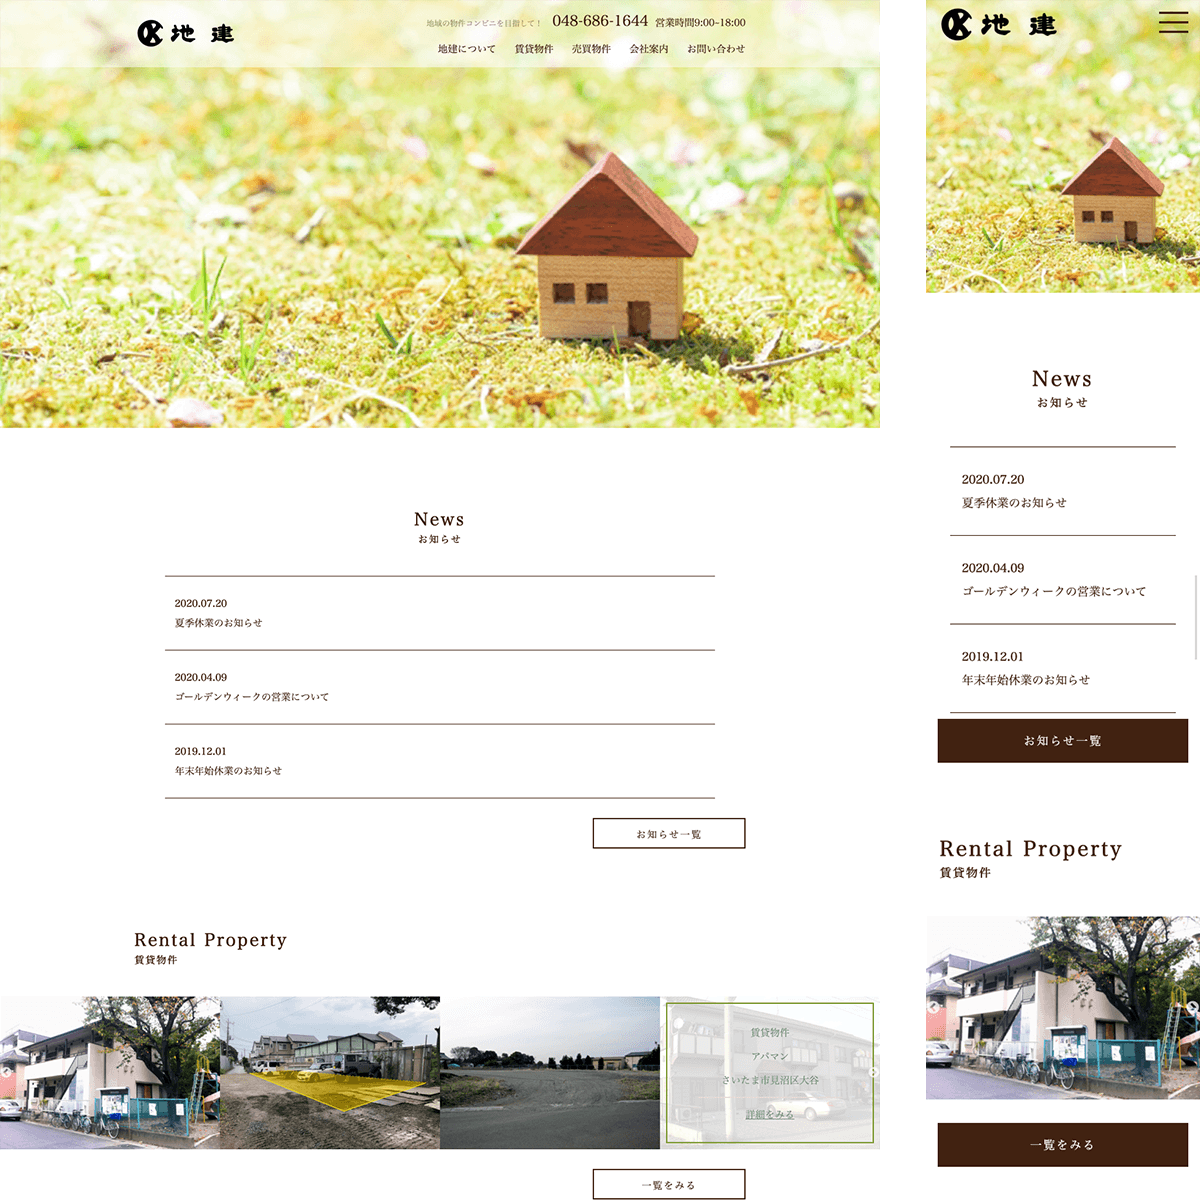 地建
地域の物件コンビニを目指して！ 048-686-1644 営業時間9:00~18:00
地建について 賃貸物件 売買物件 会社案内 お問い合わせ
News
お知らせ
2020.07.20
夏季休業のお知らせ
2020.04.09
ゴールデンウィークの営業について
2019.12.01
年末年始休業のお知らせ
お知らせ一覧
Rental Property
賃貸物件
賃貸物件
アパマン
さいたま市見沼区大谷
詳細をみる
一覧をみる
地建
News
お知らせ
2020.07.20
夏季休業のお知らせ
2020.04.09
ゴールデンウィークの営業について
2019.12.01
年末年始休業のお知らせ
お知らせ一覧
Rental Property
賃貸物件
一覧をみる